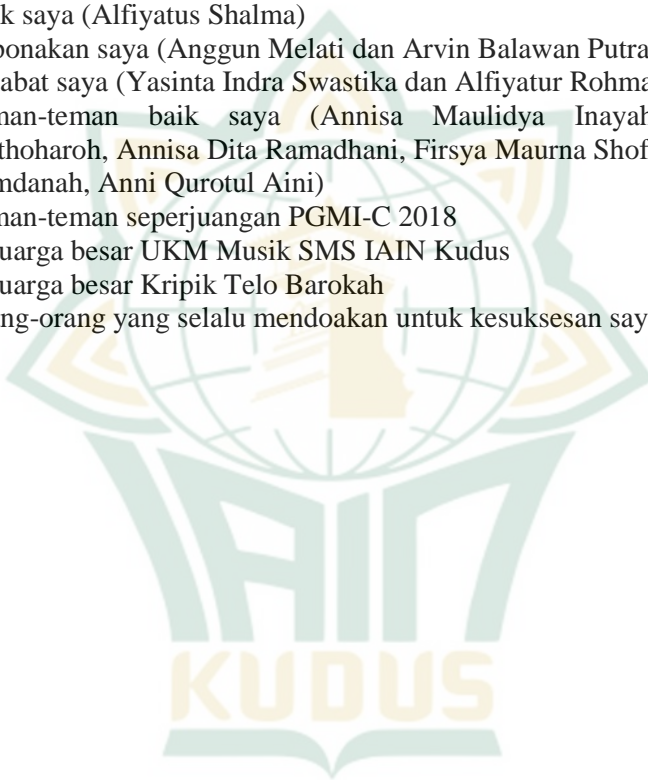 k saya (Alfiyatus Shalma)
ponakan saya (Anggun Melati dan Arvin Balawan Putra
abat saya (Yasinta Indra Swastika dan Alfiyatur Rohma
man-teman baik saya (Annisa Maulidya Inayah
thoharoh, Annisa Dita Ramadhani, Firsya Maurna Shof
mdanah, Anni Qurotul Aini)
man-teman seperjuangan PGMI-C 2018
uarga besar UKM Musik SMS IAIN Kudus
uarga besar Kripik Telo Barokah
ng-orang yang selalu mendoakan untuk kesuksesan say
IAIN
KUDUS